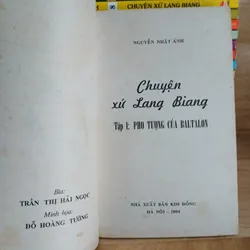 CHUYỆN XỨ LANG BIANG
NGUYỄN NHẬT ÁNH
Chuyện
xứ Lang Biang
Tập 1: PHO TƯỢNG CỦA BALTALON
Bìa:
TRẦN THỊ HẢI NGỌC
Minh họa:
ĐỖ HOÀNG TƯỜNG
NHÀ XUẤT BẢN KIM ĐỒNG
HÀ NỘI - 2004